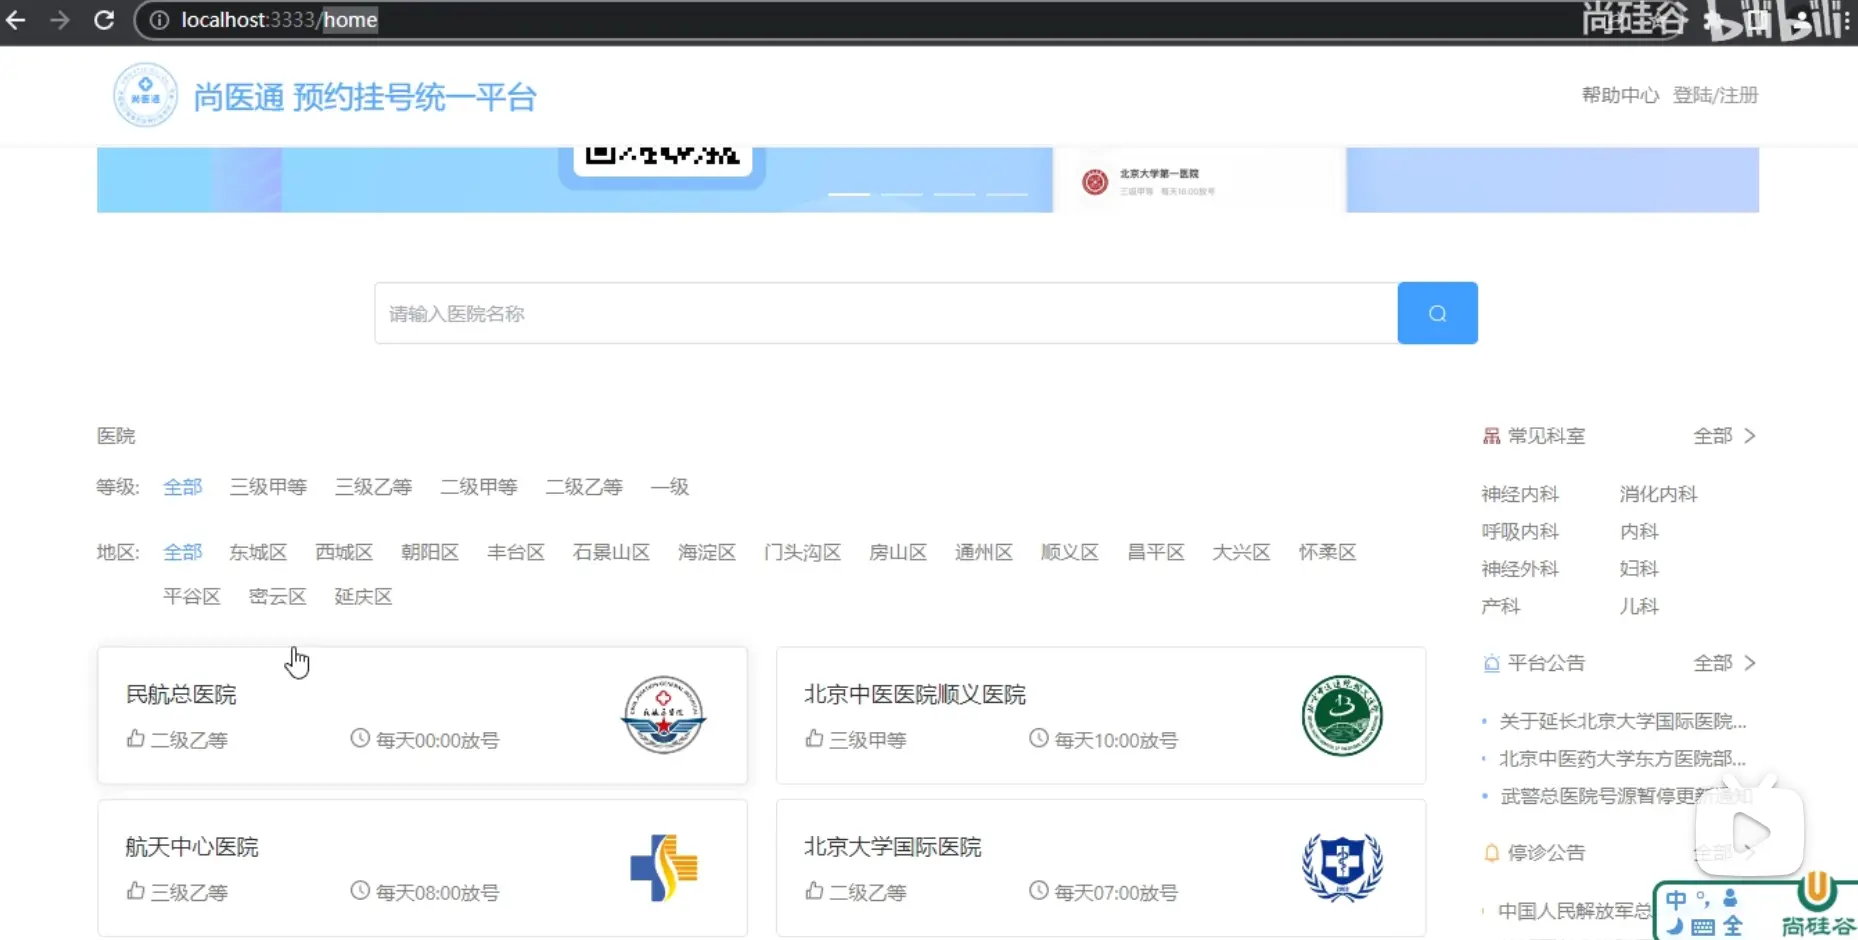 localhost:3333/home
尚硅谷 bilibili
尚医通
尚医通 预约挂号统一平台
帮助中心 登陆/注册
北京大学第一医院
三级甲等 每天16:00放号
请输入医院名称
医院
等级: 全部 三级甲等 三级乙等 二级甲等 二级乙等 一级
地区: 全部 东城区 西城区 朝阳区 丰台区 石景山区 海淀区 门头沟区 房山区 通州区 顺义区 昌平区 大兴区 怀柔区
平谷区 密云区 延庆区
民航总医院
二级乙等 每天00:00放号
北京中医医院顺义医院
三级甲等 每天10:00放号
航天中心医院
三级乙等 每天08:00放号
北京大学国际医院
二级乙等 每天07:00放号
常见科室 全部
神经内科 消化内科
呼吸内科 内科
神经外科 妇科
产科 儿科
平台公告 全部
关于延长北京大学国际医院...
北京中医药大学东方医院部...
武警总医院号源暂停更新通知
停诊公告 全部
中国人民解放军总
中 全
尚硅谷